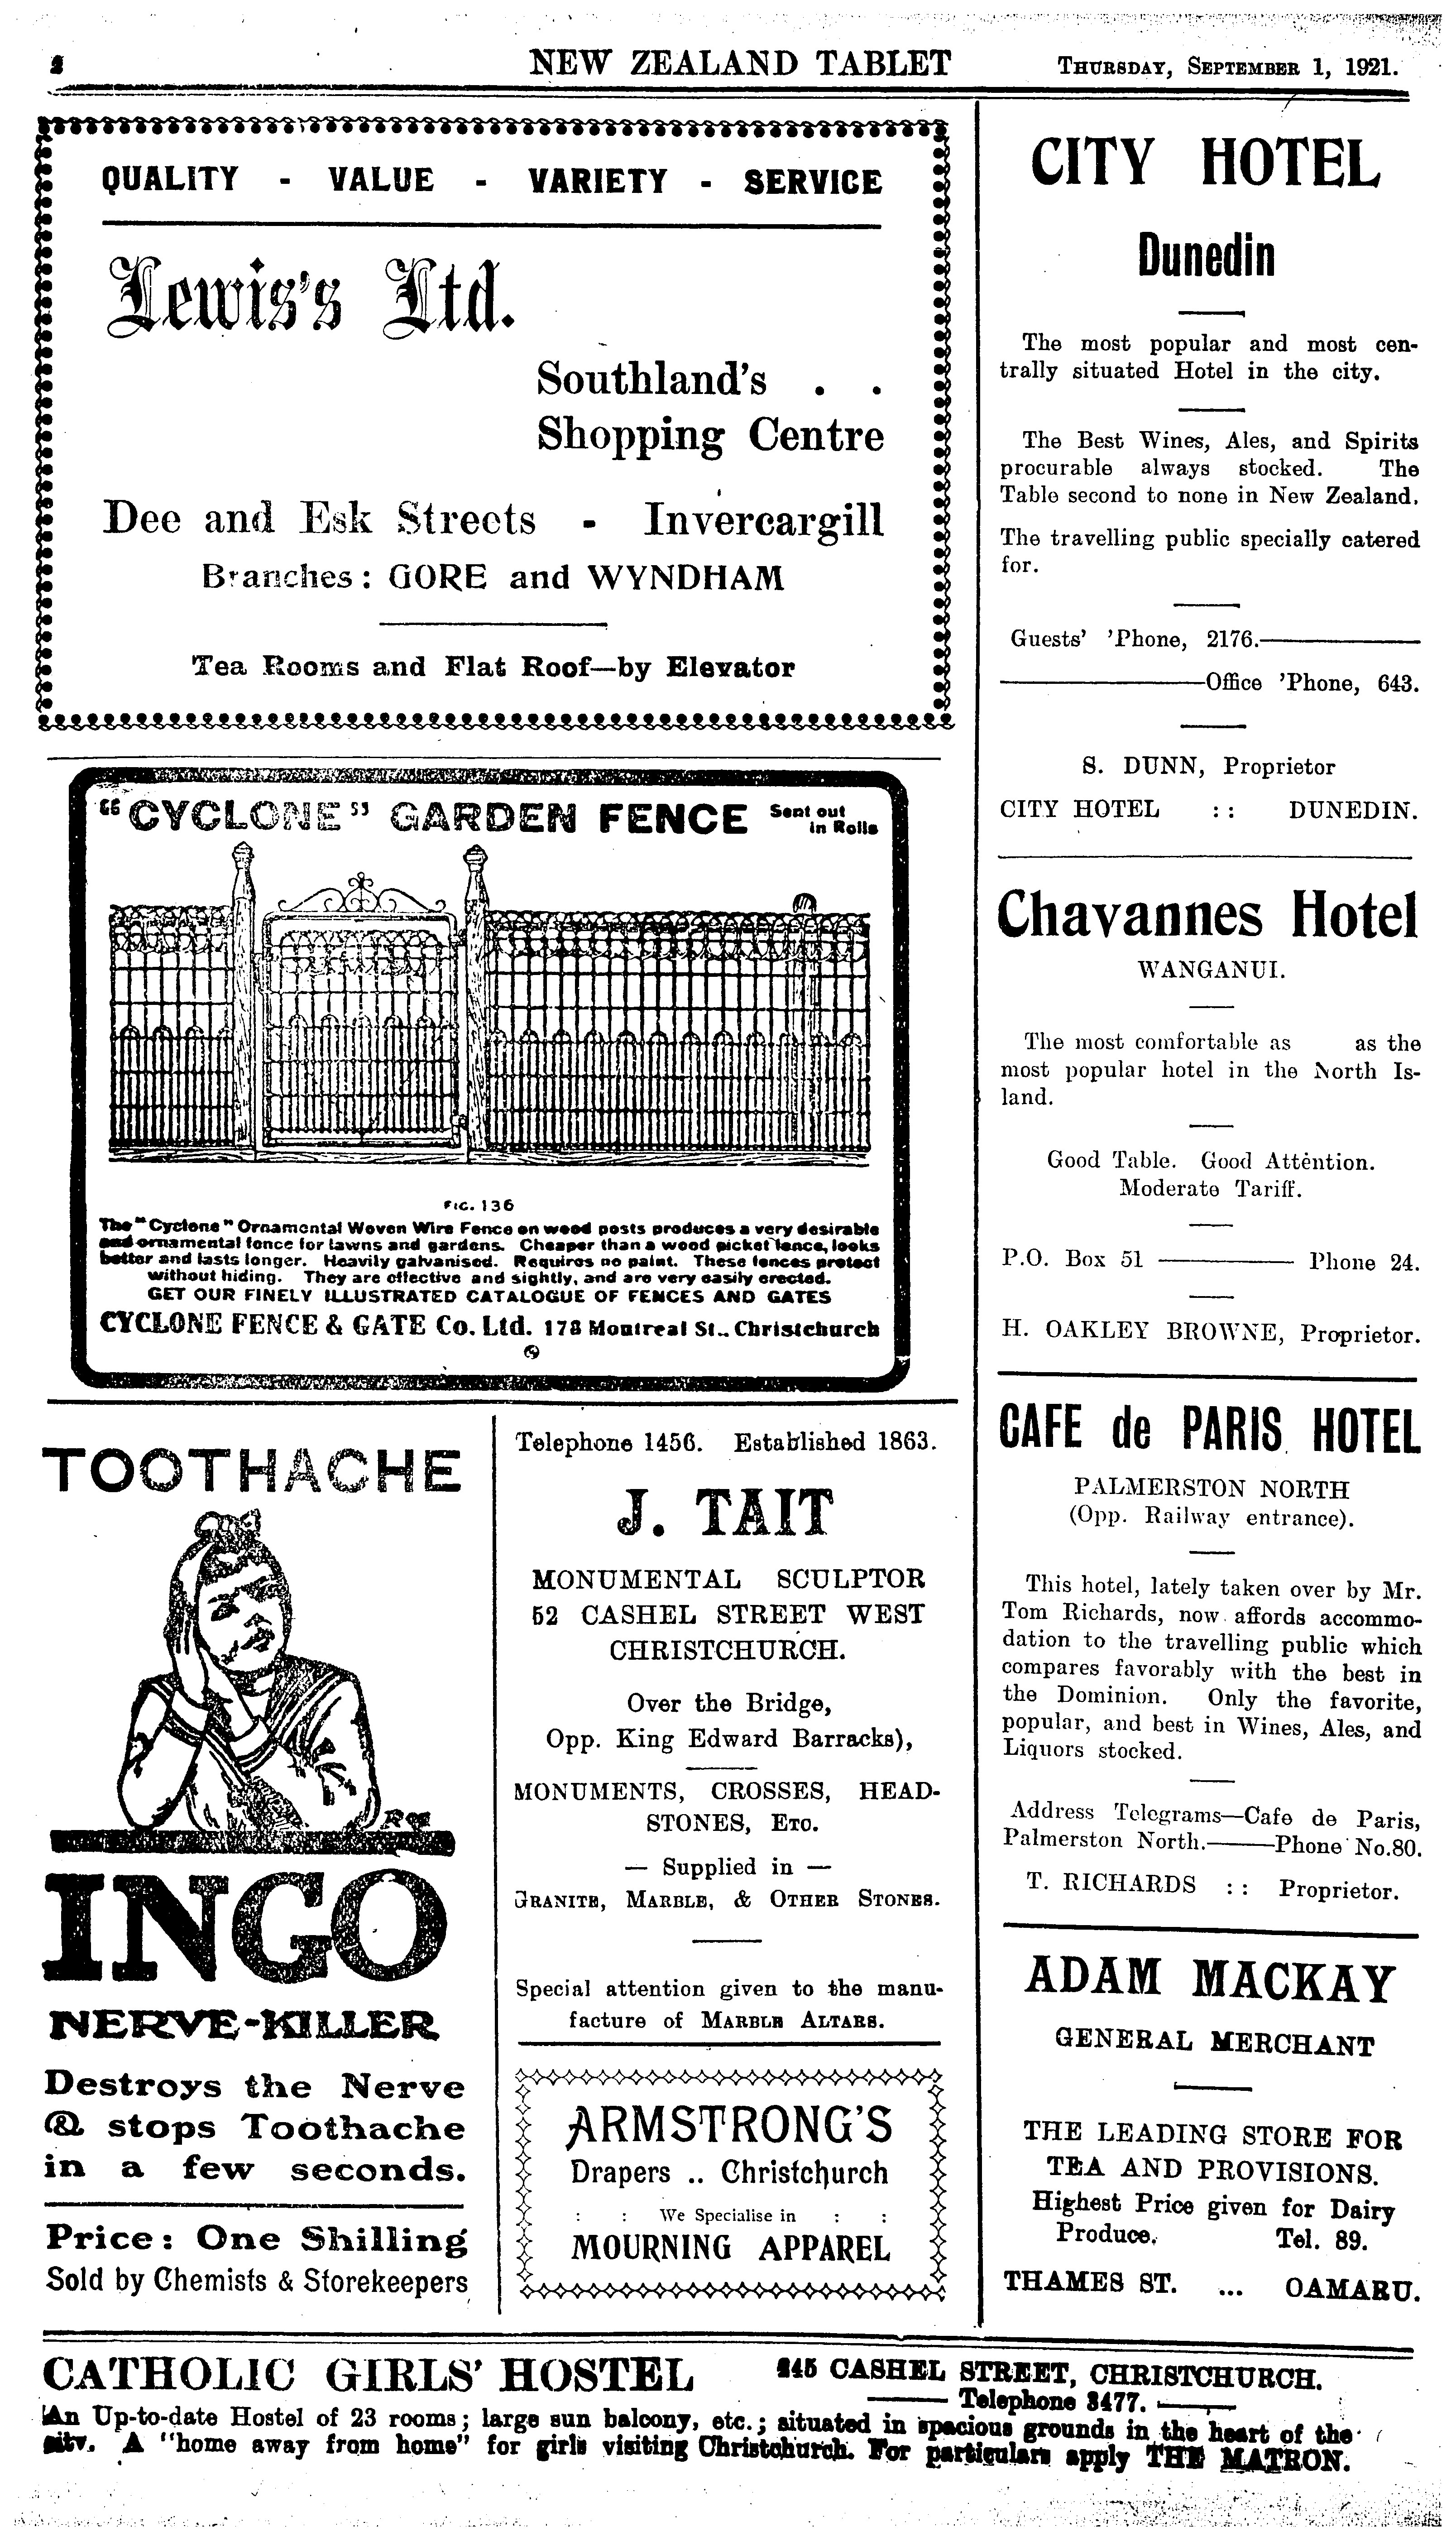 NEW ZEALAND TABLET
THURSDAY, SEPTEMBER 1, 1921.
QUALITY - VALUE - VARIETY - SERVICE
Lewis's Ltd.
Southland's . .
Shopping Centre
Dee and Esk Streets - Invercargill
Branches: GORE and WYNDHAM
Tea Rooms and Flat Roof—by Elevator
"CYCLONE" GARDEN FENCE Sent out
in Rolls
FIG. 136
The "Cyclone" Ornamental Woven Wire Fence on wood posts produces a very desirable
and ornamental fence for lawns and gardens. Cheaper than a wood picket fence, looks
better and lasts longer. Heavily galvanised. Requires no paint. These fences protect
without hiding. They are effective and sightly, and are very easily erected.
GET OUR FINELY ILLUSTRATED CATALOGUE OF FENCES AND GATES
CYCLONE FENCE & GATE Co. Ltd. 178 Montreal St., Christchurch
TOOTHACHE
INGO
NERVE-KILLER
Destroys the Nerve
& stops Toothache
in a few seconds.
Price: One Shilling
Sold by Chemists & Storekeepers
Telephone 1456. Established 1863.
J. TAIT
MONUMENTAL SCULPTOR
52 CASHEL STREET WEST
CHRISTCHURCH.
Over the Bridge,
Opp. King Edward Barracks),
MONUMENTS, CROSSES, HEAD-
STONES, ETC.
— Supplied in —
GRANITE, MARBLE, & OTHER STONES.
Special attention given to the manu-
facture of MARBLE ALTARS.
ARMSTRONG'S
Drapers .. Christchurch
: : We Specialise in : :
MOURNING APPAREL
CITY HOTEL
Dunedin
The most popular and most cen-
trally situated Hotel in the city.
The Best Wines, Ales, and Spirits
procurable always stocked. The
Table second to none in New Zealand.
The travelling public specially catered
for.
Guests' 'Phone, 2176.
Office 'Phone, 643.
S. DUNN, Proprietor
CITY HOTEL :: DUNEDIN.
Chavannes Hotel
WANGANUI.
The most comfortable as as the
most popular hotel in the North Is-
land.
Good Table. Good Attention.
Moderate Tariff.
P.O. Box 51 — Phone 24.
H. OAKLEY BROWNE, Proprietor.
CAFE de PARIS HOTEL
PALMERSTON NORTH
(Opp. Railway entrance).
This hotel, lately taken over by Mr.
Tom Richards, now affords accommo-
dation to the travelling public which
compares favorably with the best in
the Dominion. Only the favorite,
popular, and best in Wines, Ales, and
Liquors stocked.
Address Telegrams—Cafe de Paris,
Palmerston North.—Phone No.80.
T. RICHARDS :: Proprietor.
ADAM MACKAY
GENERAL MERCHANT
THE LEADING STORE FOR
TEA AND PROVISIONS.
Highest Price given for Dairy
Produce. Tel. 89.
THAMES ST. ... OAMARU.
CATHOLIC GIRLS' HOSTEL
245 CASHEL STREET, CHRISTCHURCH.
Telephone 3477.
An Up-to-date Hostel of 23 rooms; large sun balcony, etc.; situated in spacious grounds in the heart of the
city. A "home away from home" for girls visiting Christchurch. For particulars apply THE MATRON.